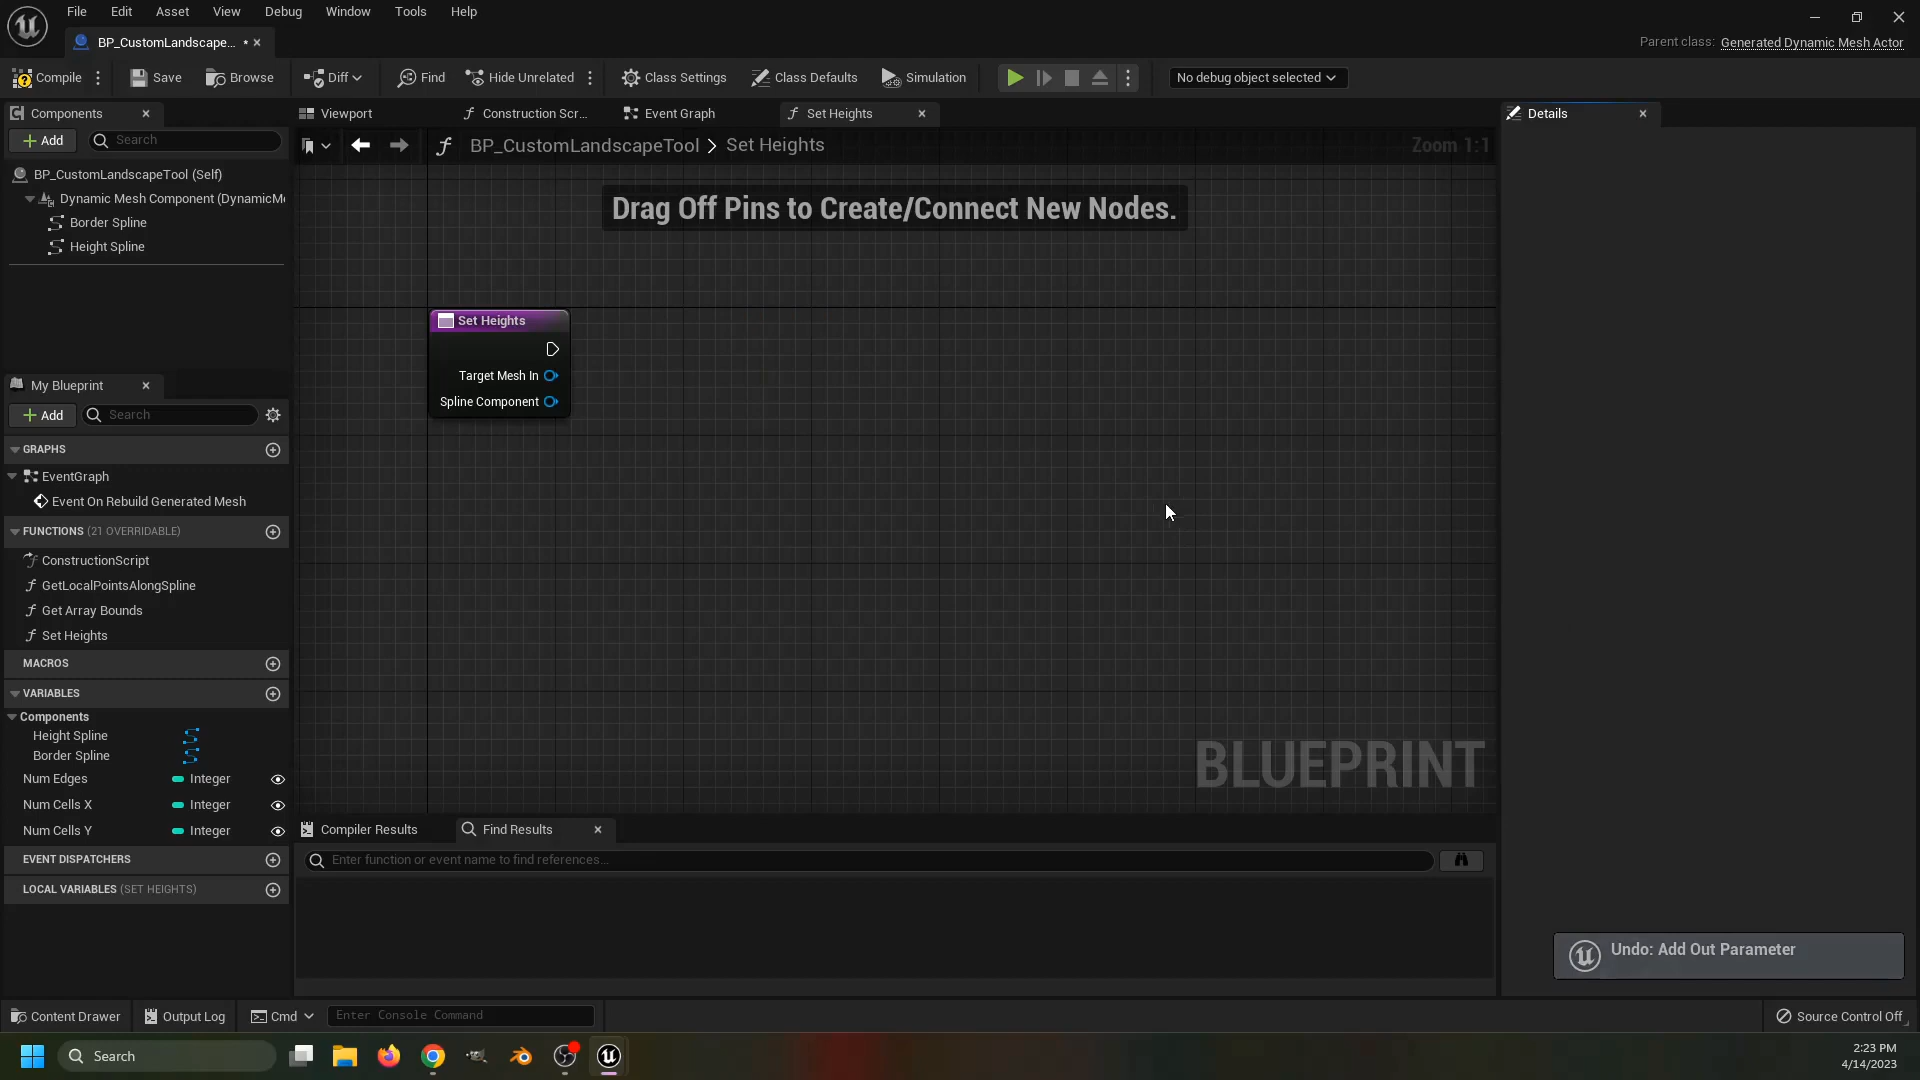 File Edit Asset View Debug Window Tools Help
BP_CustomLandscape... *
Parent class: Generated Dynamic Mesh Actor
Compile Save Browse Diff Find Hide Unrelated Class Settings Class Defaults Simulation No debug object selected
Components
Viewport
Construction Scr...
Event Graph
Set Heights
Details
Add
Search
BP_CustomLandscapeTool > Set Heights
Zoom 1:1
BP_CustomLandscapeTool (Self)
Dynamic Mesh Component (DynamicMe
Border Spline
Height Spline
Drag Off Pins to Create/Connect New Nodes.
Set Heights
Target Mesh In
Spline Component
My Blueprint
Add
Search
GRAPHS
EventGraph
Event On Rebuild Generated Mesh
FUNCTIONS (21 OVERRIDABLE)
ConstructionScript
GetLocalPointsAlongSpline
Get Array Bounds
Set Heights
MACROS
VARIABLES
Components
Height Spline
Border Spline
Num Edges Integer
Num Cells X Integer
Num Cells Y Integer
EVENT DISPATCHERS
LOCAL VARIABLES (SET HEIGHTS)
BLUEPRINT
Compiler Results
Find Results
Enter function or event name to find references...
Undo: Add Out Parameter
Content Drawer
Output Log
Cmd
Enter Console Command
Source Control Off
Search
2:23 PM
4/14/2023